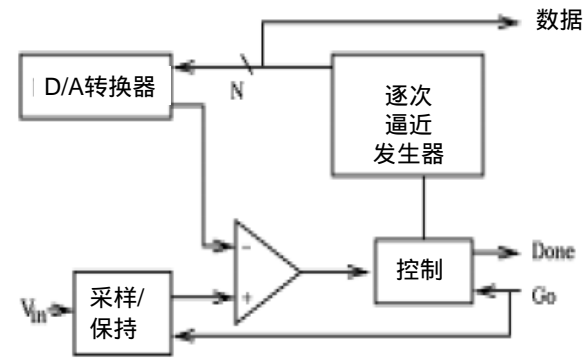 数据
D/A转换器
N
逐次
逼近
发生器
-
+
控制
Done
Go
Vin
采样/
保持